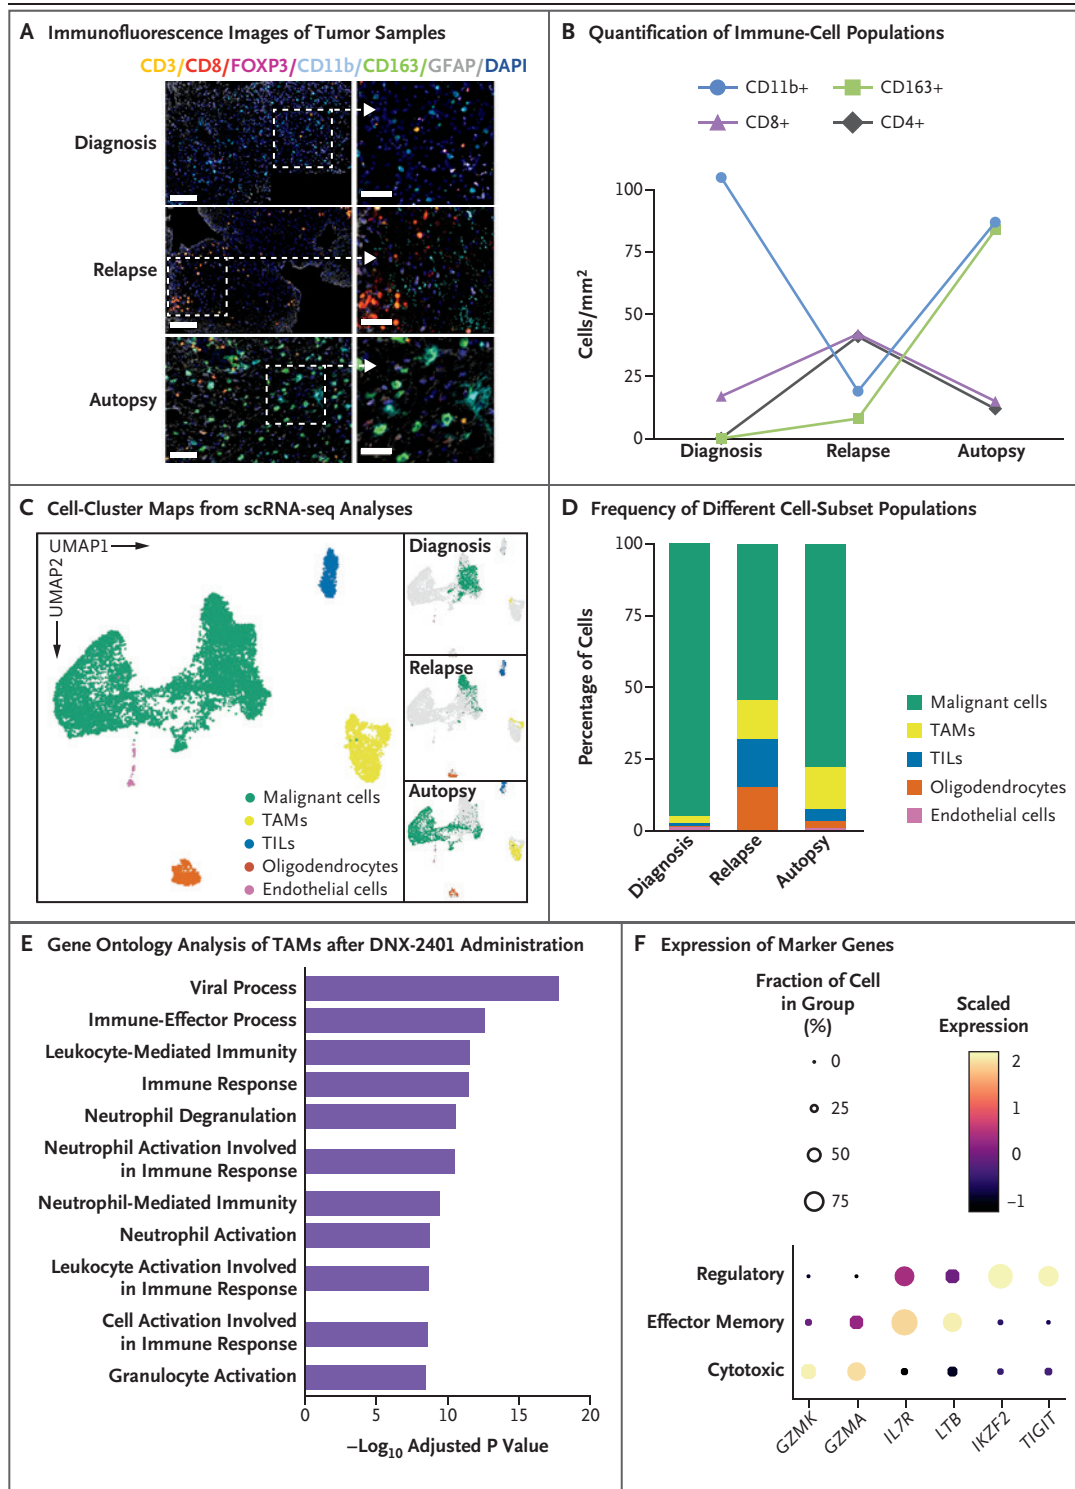 A Immunofluorescence Images of Tumor Samples
CD3/CD8/FOXP3/CD11b/CD163/GFAP/DAPI
Diagnosis
Relapse
Autopsy
B Quantification of Immune-Cell Populations
CD11b+
CD163+
CD8+
CD4+
Cells/mm²
100
75
50
25
0
Diagnosis
Relapse
Autopsy
C Cell-Cluster Maps from scRNA-seq Analyses
UMAP1
UMAP2
Malignant cells
TAMs
TILs
Oligodendrocytes
Endothelial cells
Diagnosis
Relapse
Autopsy
D Frequency of Different Cell-Subset Populations
Percentage of Cells
100
75
50
25
0
Diagnosis
Relapse
Autopsy
Malignant cells
TAMs
TILs
Oligodendrocytes
Endothelial cells
E Gene Ontology Analysis of TAMs after DNX-2401 Administration
Viral Process
Immune-Effector Process
Leukocyte-Mediated Immunity
Immune Response
Neutrophil Degranulation
Neutrophil Activation Involved
in Immune Response
Neutrophil-Mediated Immunity
Neutrophil Activation
Leukocyte Activation Involved
in Immune Response
Cell Activation Involved
in Immune Response
Granulocyte Activation
0 5 10 15 20
−Log₁₀ Adjusted P Value
F Expression of Marker Genes
Fraction of Cell
in Group
(%)
0
25
50
75
Scaled
Expression
2
1
0
−1
Regulatory
Effector Memory
Cytotoxic
GZMK GZMA IL7R LTB IKZF2 TIGIT